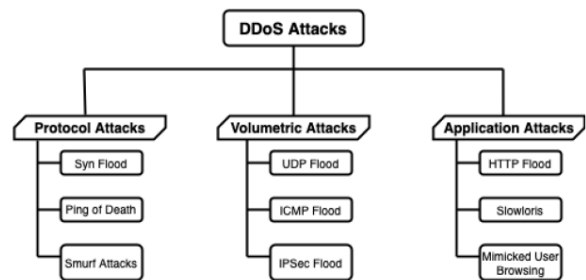 DDoS Attacks
Protocol Attacks
Syn Flood
Ping of Death
Smurf Attacks
Volumetric Attacks
UDP Flood
ICMP Flood
IPSec Flood
Application Attacks
HTTP Flood
Slowloris
Mimicked User
Browsing